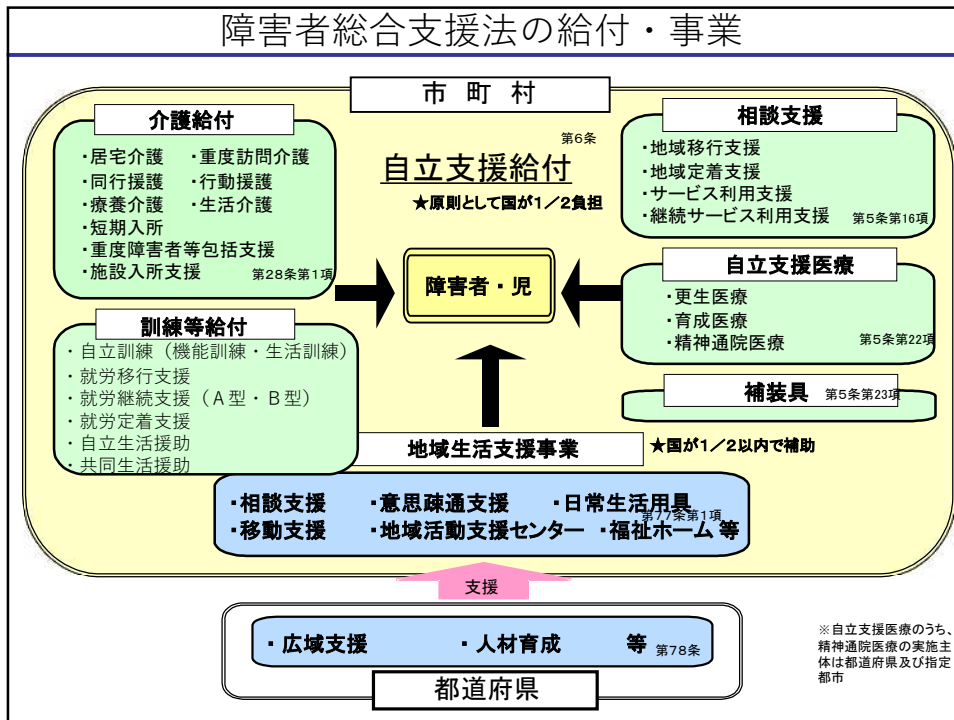 障害者総合支援法の給付・事業
市 町 村
介護給付
・居宅介護 ・重度訪問介護
・同行援護 ・行動援護
・療養介護 ・生活介護
・短期入所
・重度障害者等包括支援
・施設入所支援 第28条第1項
第6条
自立支援給付
★原則として国が1/2負担
相談支援
・地域移行支援
・地域定着支援
・サービス利用支援
・継続サービス利用支援 第5条第16項
障害者・児
自立支援医療
・更生医療
・育成医療
・精神通院医療 第5条第22項
訓練等給付
・自立訓練(機能訓練・生活訓練)
・就労移行支援
・就労継続支援(A型・B型)
・就労定着支援
・自立生活援助
・共同生活援助
補装具 第5条第23項
地域生活支援事業
★国が1/2以内で補助
・相談支援 ・意思疎通支援 ・日常生活用具
第77条第1項
・移動支援 ・地域活動支援センター ・福祉ホーム 等
支援
・広域支援 ・人材育成 等 第78条
都道府県
※自立支援医療のうち、
精神通院医療の実施主
体は都道府県及び指定
都市